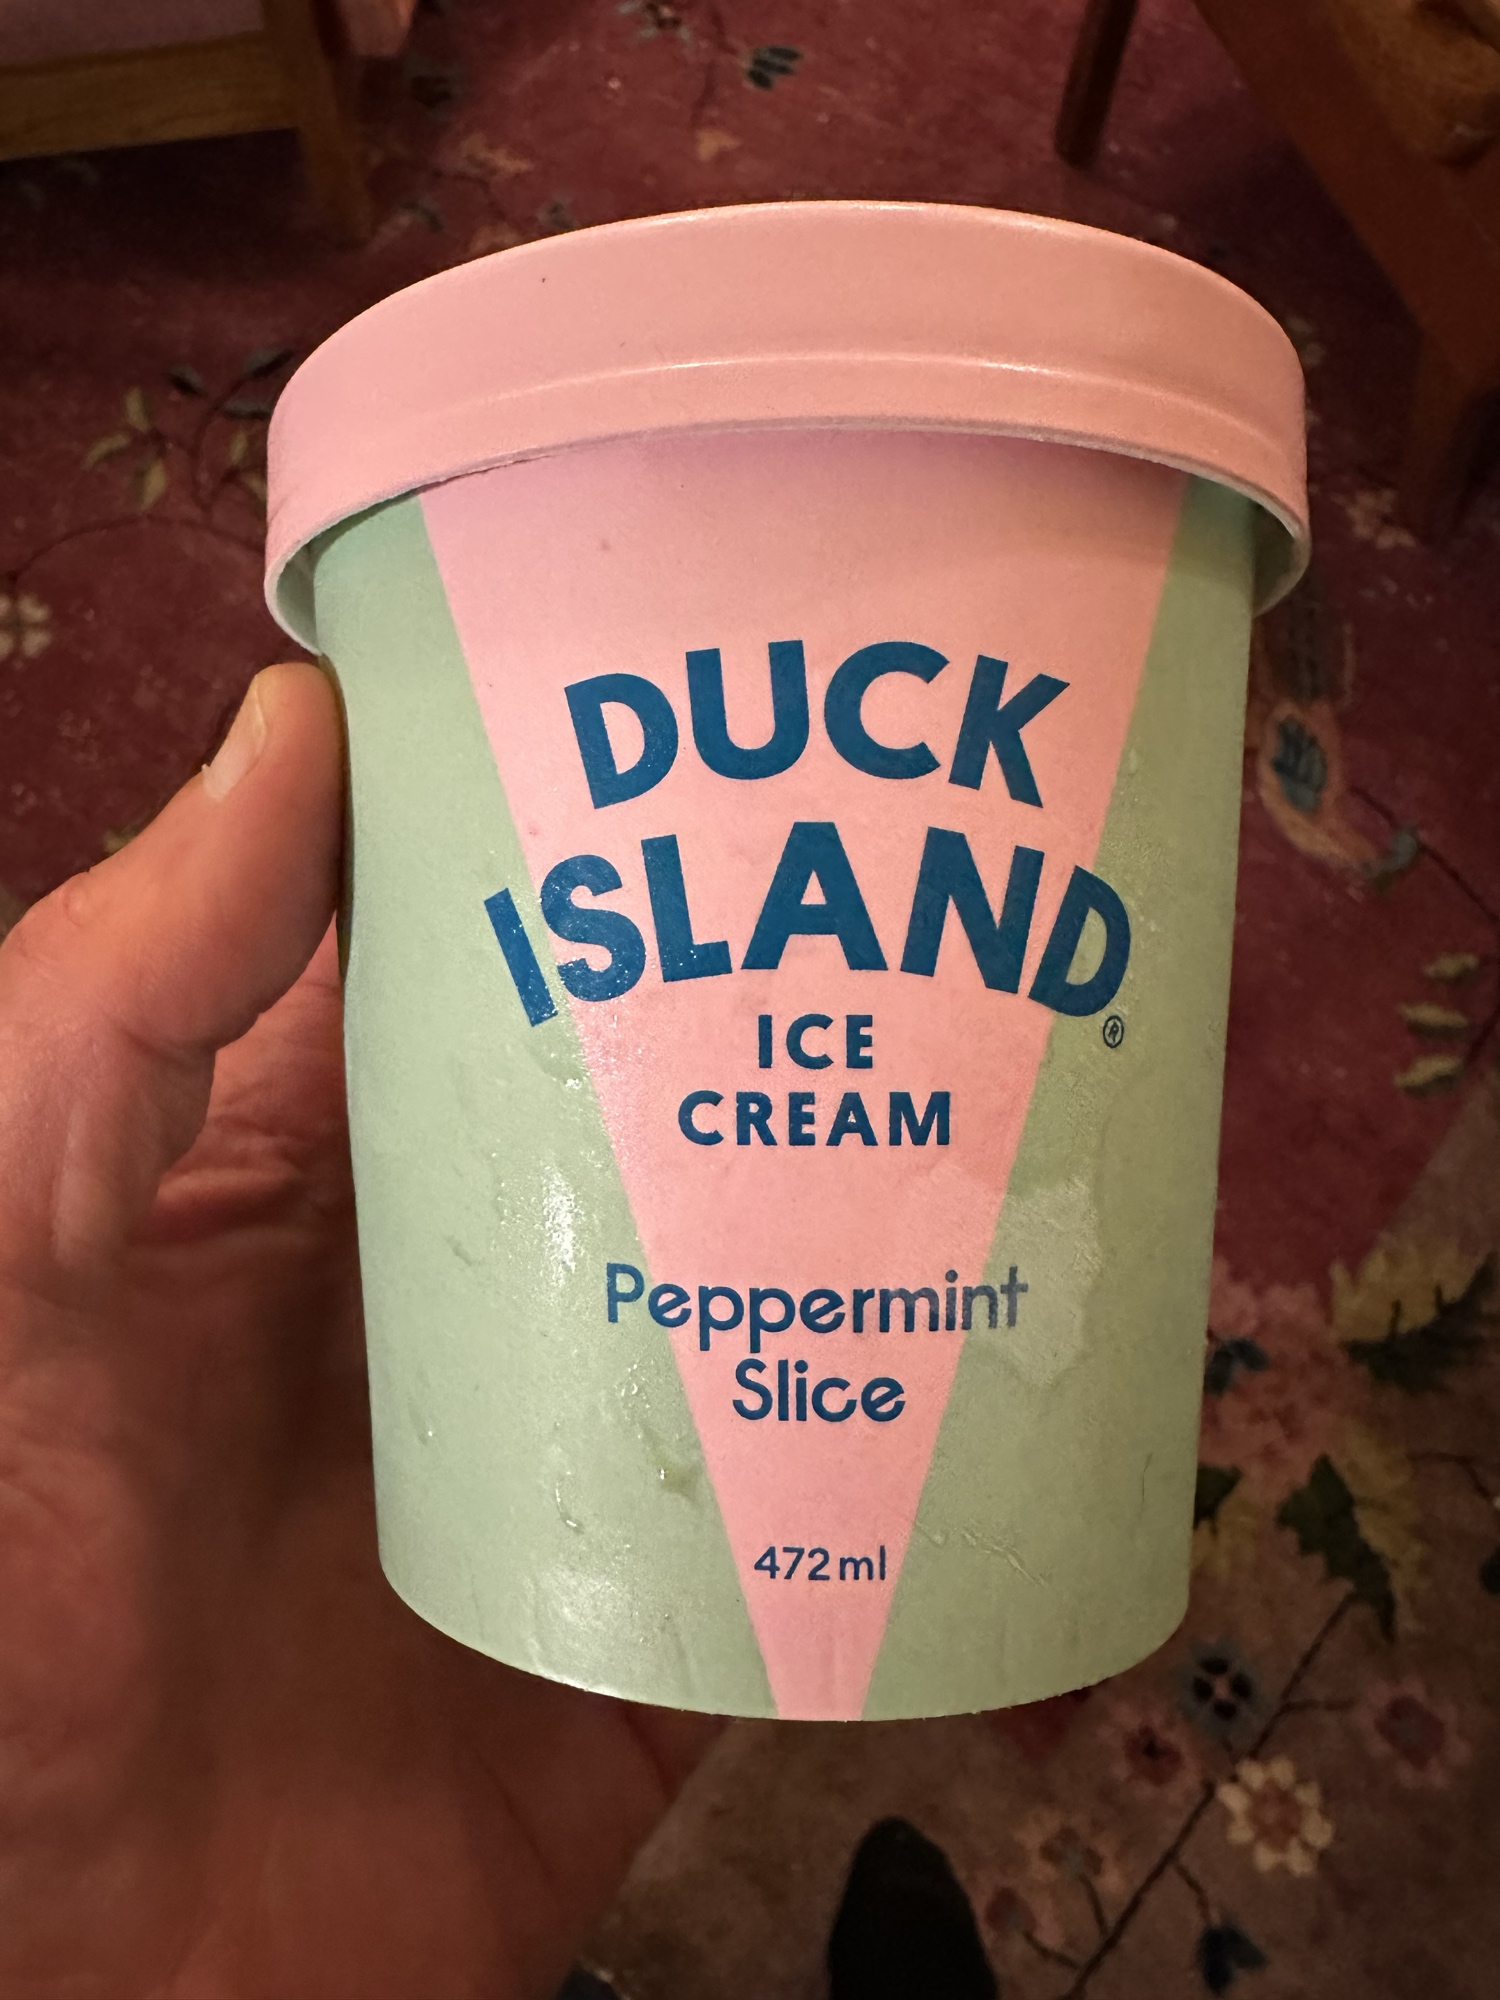 DUCK
ISLAND®
ICE
CREAM
Peppermint
Slice
472ml